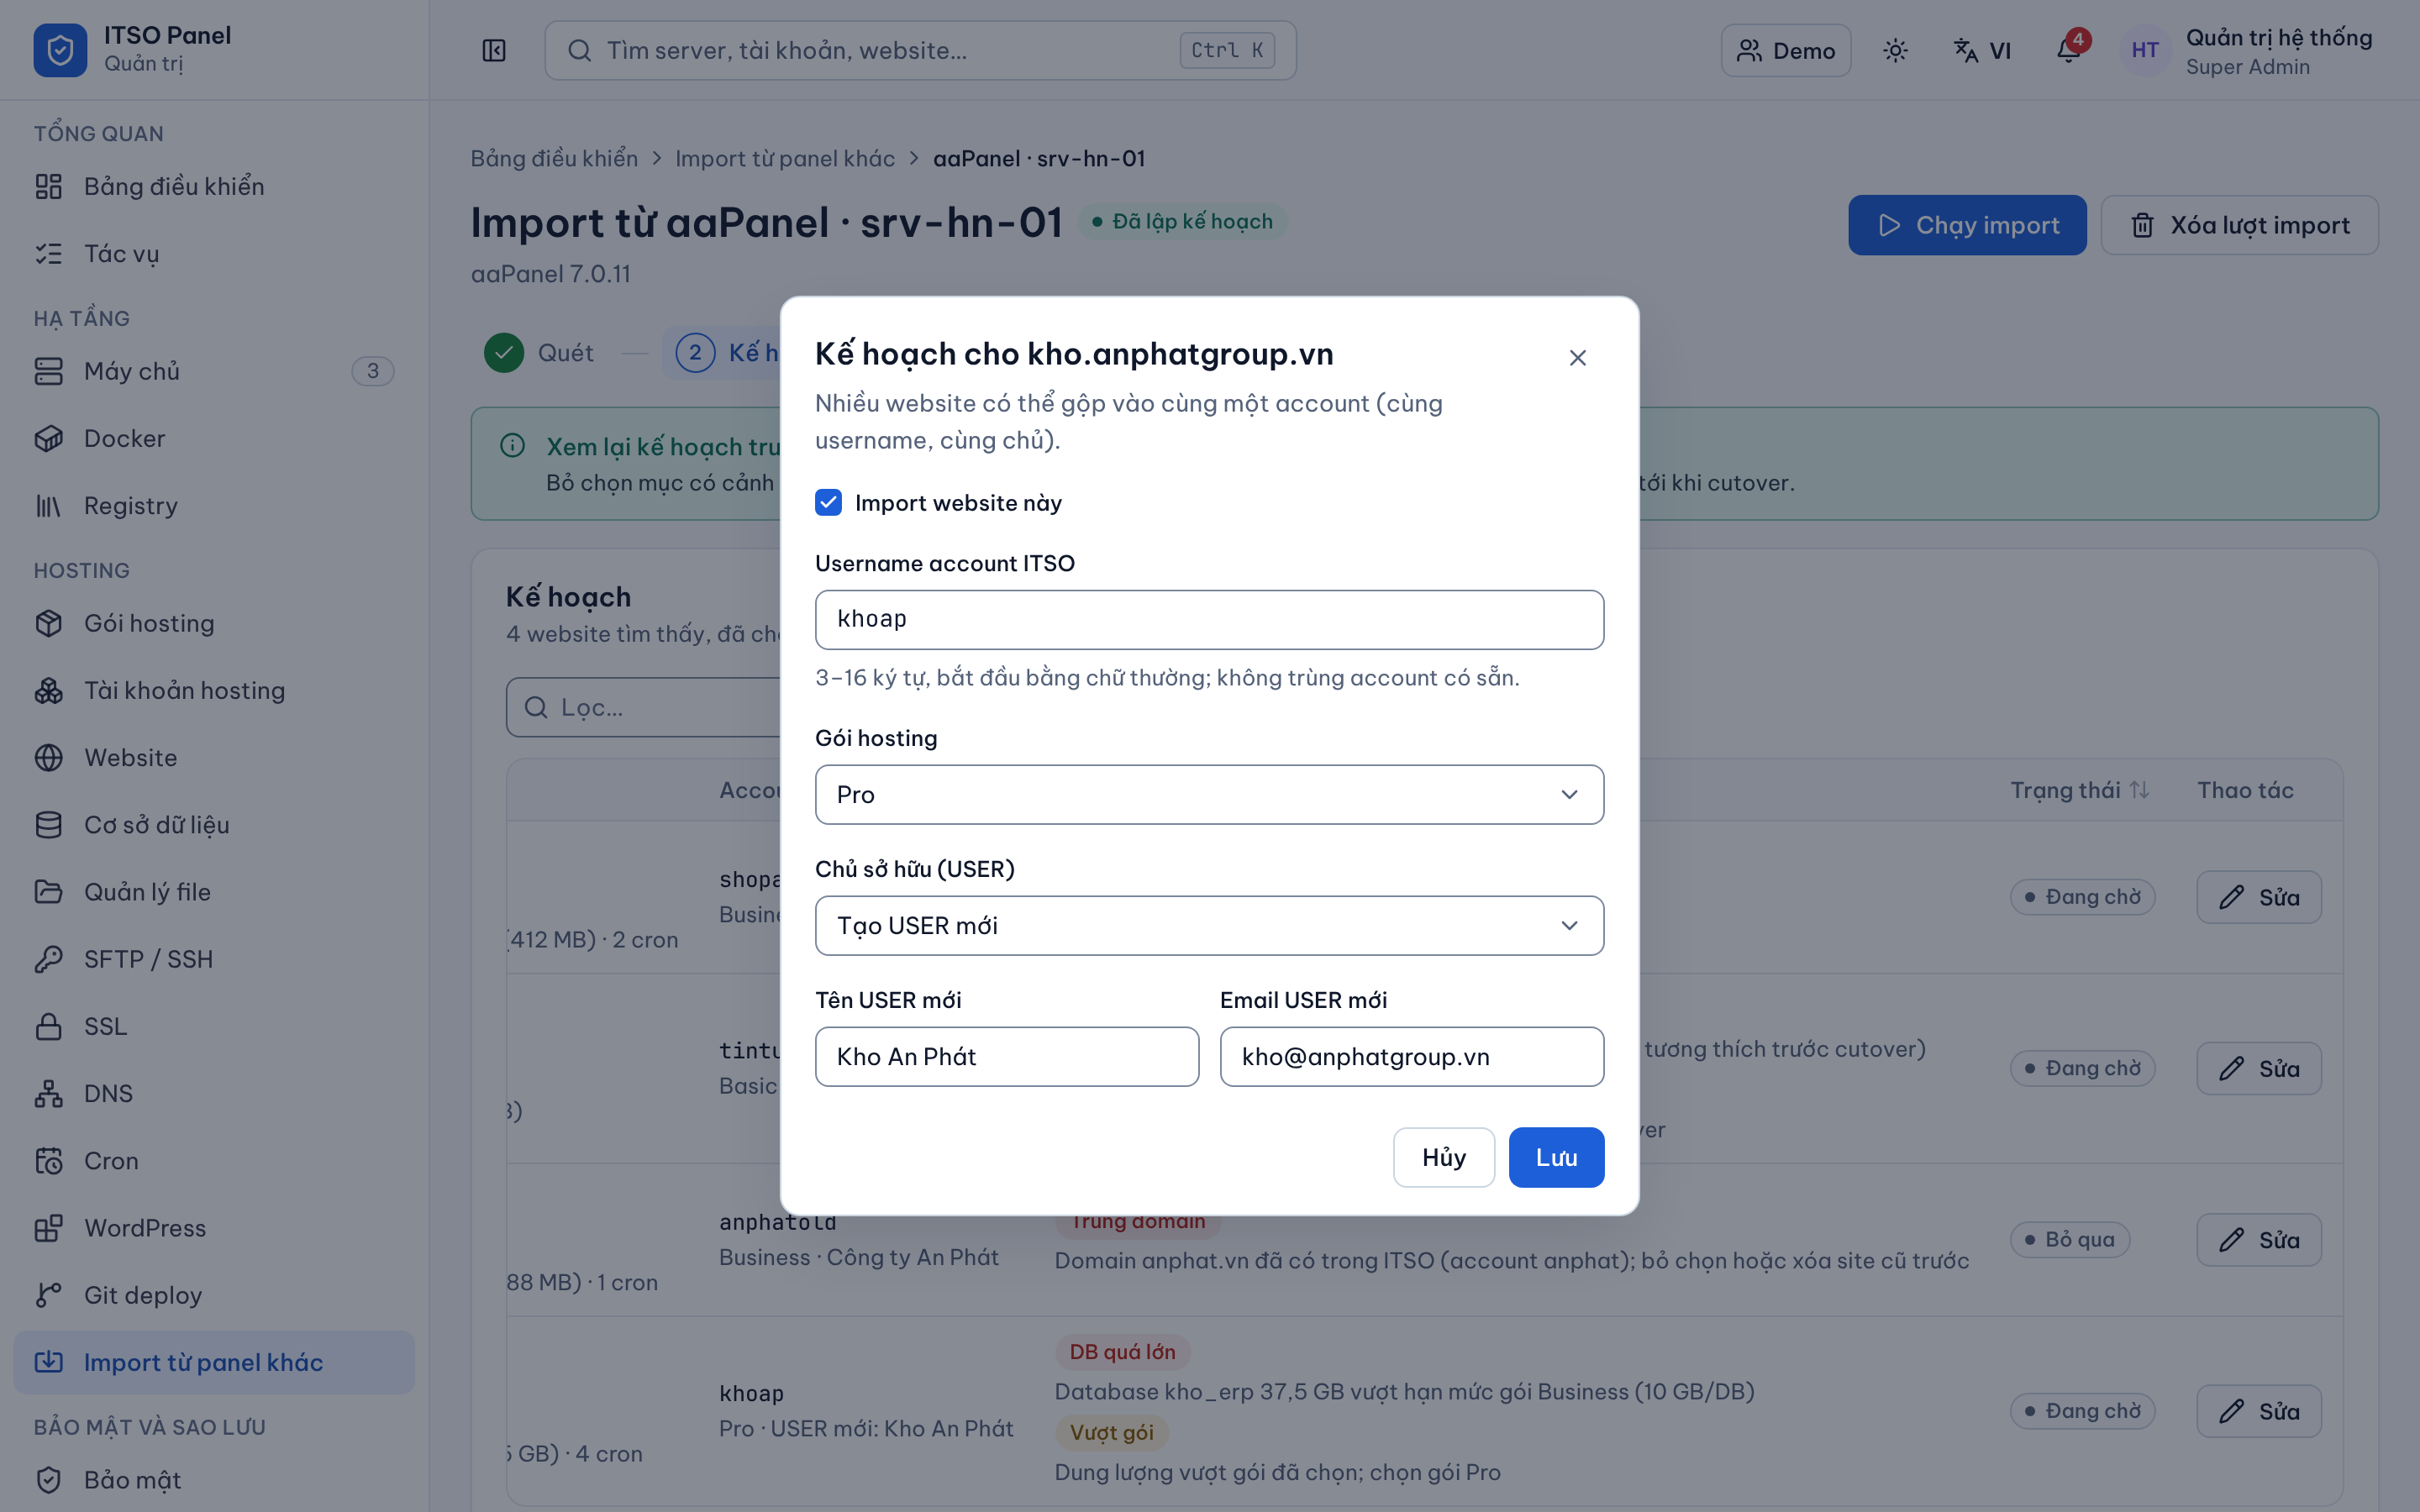 ITSO Panel
Quản trị
Tìm server, tài khoản, website...
Ctrl K
Demo
VI
4
HT
Quản trị hệ thống
Super Admin
TỔNG QUAN
Bảng điều khiển
Tác vụ
HẠ TẦNG
Máy chủ
3
Docker
Registry
HOSTING
Gói hosting
Tài khoản hosting
Website
Cơ sở dữ liệu
Quản lý file
SFTP / SSH
SSL
DNS
Cron
WordPress
Git deploy
Import từ panel khác
BẢO MẬT VÀ SAO LƯU
Bảo mật
Bảng điều khiển > Import từ panel khác > aaPanel · srv-hn-01
Import từ aaPanel · srv-hn-01
Đã lập kế hoạch
Chạy import
Xóa lượt import
aaPanel 7.0.11
Quét
2
Kế h
Xem lại kế hoạch tru
Bỏ chọn mục có cảnh
tới khi cutover.
Kế hoạch
4 website tìm thấy, đã ch
Lọc...
Accou
Trạng thái
Thao tác
shopa
Busine
(412 MB) · 2 cron
Đang chờ
Sửa
tintu
Basic
tương thích trước cutover)
ver
Đang chờ
Sửa
anphatold
Business · Công ty An Phát
88 MB) · 1 cron
Trùng domain
Domain anphat.vn đã có trong ITSO (account anphat); bỏ chọn hoặc xóa site cũ trước
Bỏ qua
Sửa
khoap
Pro · USER mới: Kho An Phát
GB) · 4 cron
DB quá lớn
Database kho_erp 37,5 GB vượt hạn mức gói Business (10 GB/DB)
Vượt gói
Dung lượng vượt gói đã chọn; chọn gói Pro
Đang chờ
Sửa
Kế hoạch cho kho.anphatgroup.vn
Nhiều website có thể gộp vào cùng một account (cùng
username, cùng chủ).
Import website này
Username account ITSO
khoap
3–16 ký tự, bắt đầu bằng chữ thường; không trùng account có sẵn.
Gói hosting
Pro
Chủ sở hữu (USER)
Tạo USER mới
Tên USER mới
Kho An Phát
Email USER mới
kho@anphatgroup.vn
Hủy
Lưu